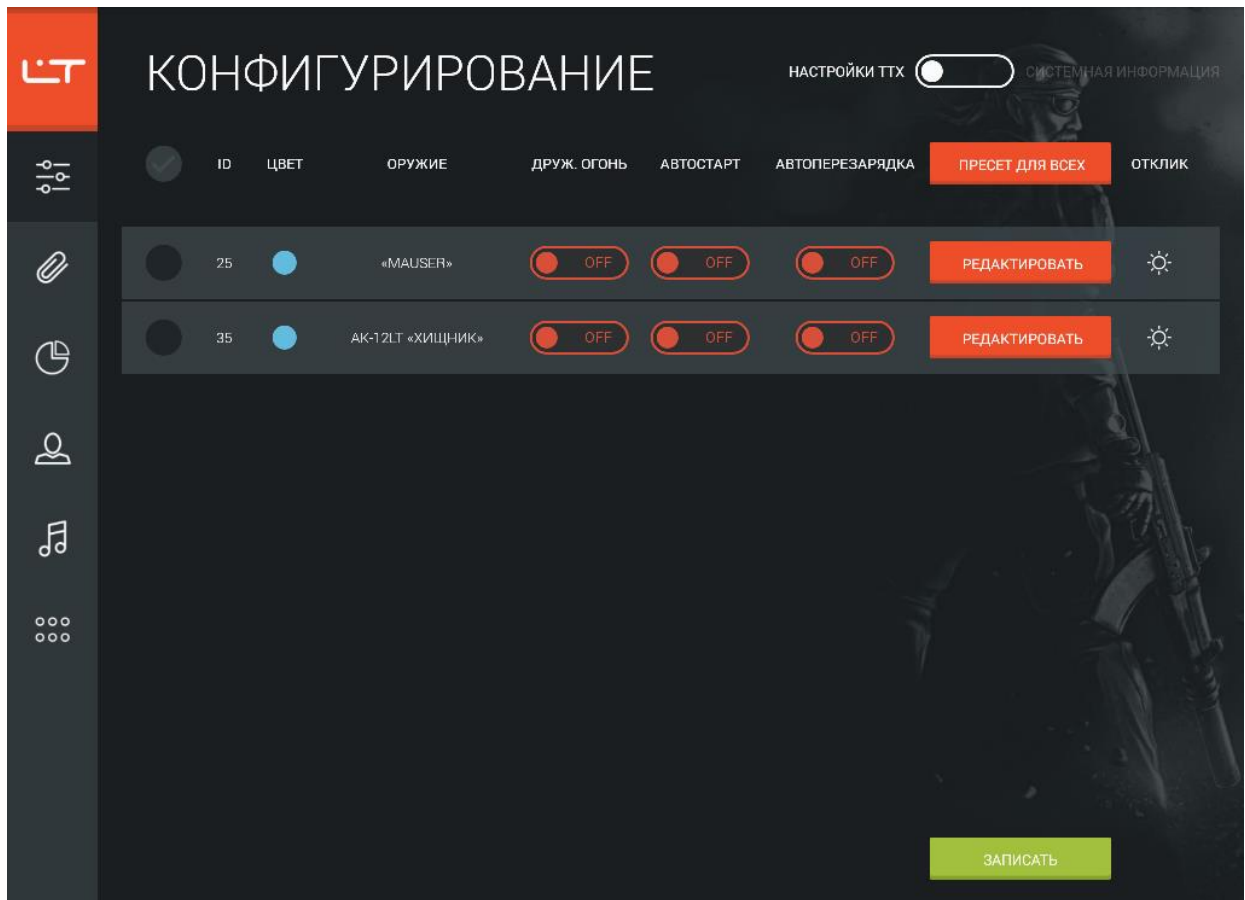 LT
КОНФИГУРИРОВАНИЕ
НАСТРОЙКИ ТТХ СИСТЕМНАЯ ИНФОРМАЦИЯ
ID ЦВЕТ ОРУЖИЕ ДРУЖ. ОГОНЬ АВТОСТАРТ АВТОПЕРЕЗАРЯДКА ПРЕСЕТ ДЛЯ ВСЕХ ОТКЛИК
25 «MAUSER» OFF OFF OFF РЕДАКТИРОВАТЬ
35 АК-12LT «ХИЩНИК» OFF OFF OFF РЕДАКТИРОВАТЬ
ЗАПИСАТЬ